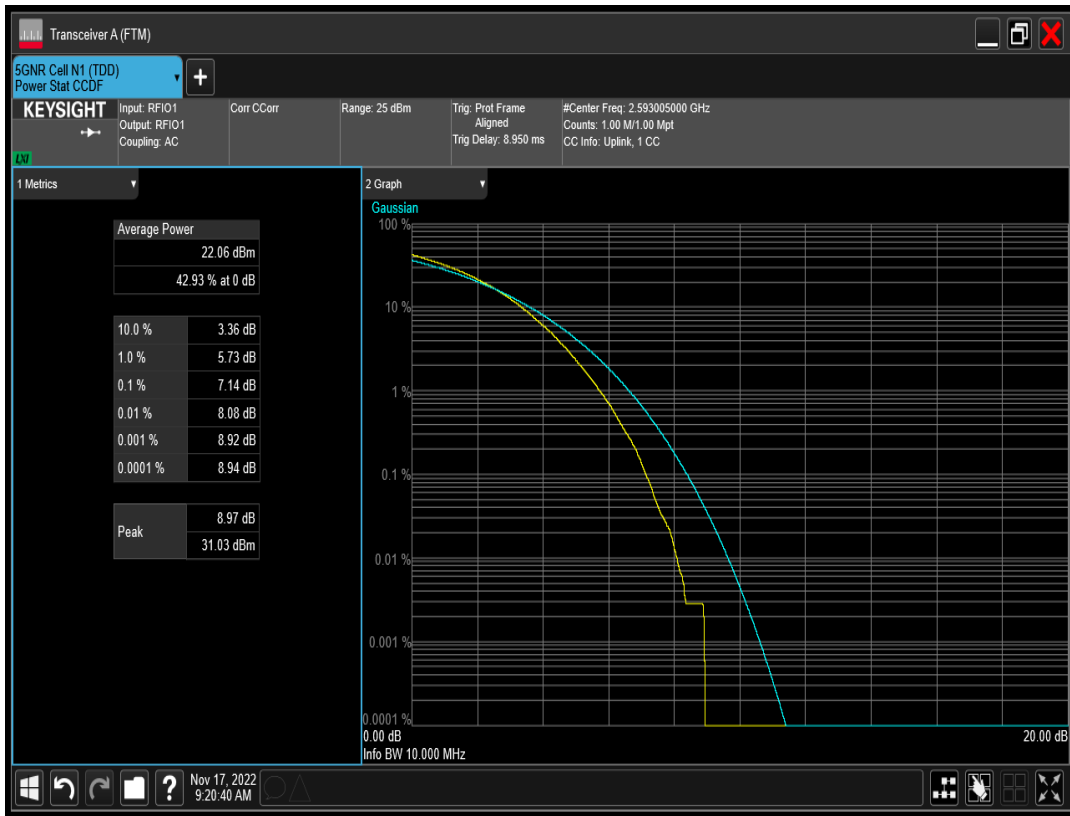 Transceiver A (FTM)
5GNR Cell N1 (TDD)
Power Stat CCDF
+
KEYSIGHT
LXI
Input: RFIO1
Output: RFIO1
Coupling: AC
Corr CCorr
Range: 25 dBm
Trig: Prot Frame
Aligned
Trig Delay: 8.950 ms
#Center Freq: 2.593005000 GHz
Counts: 1.00 M/1.00 Mpt
CC Info: Uplink, 1 CC
1 Metrics
Average Power
22.06 dBm
42.93 % at 0 dB
10.0 % 3.36 dB
1.0 % 5.73 dB
0.1 % 7.14 dB
0.01 % 8.08 dB
0.001 % 8.92 dB
0.0001 % 8.94 dB
Peak 8.97 dB
31.03 dBm
2 Graph
Gaussian
100 %
10 %
1 %
0.1 %
0.01 %
0.001 %
0.0001 %
0.00 dB 20.00 dB
Info BW 10.000 MHz
?
Nov 17, 2022
9:20:40 AM